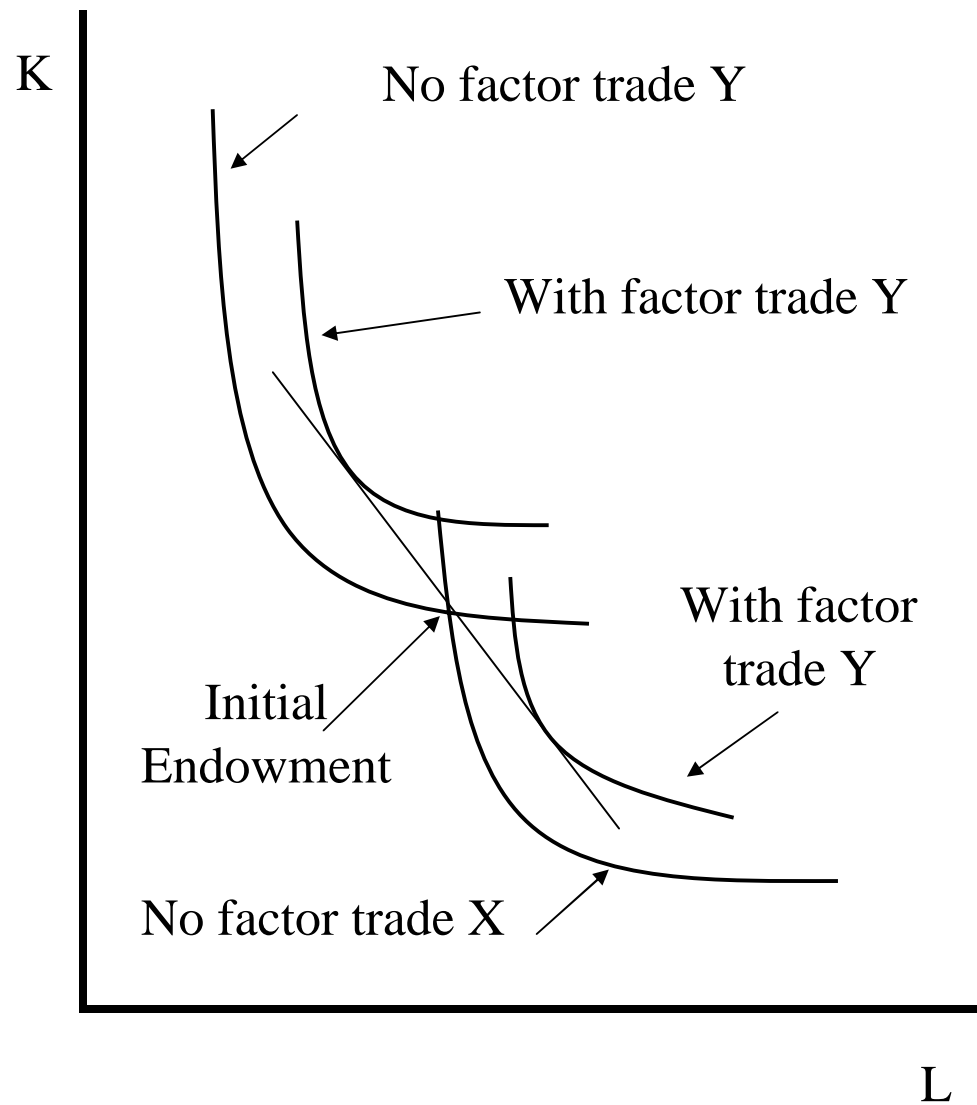 K
No factor trade Y
With factor trade Y
With factor
trade Y
Initial
Endowment
No factor trade X
L